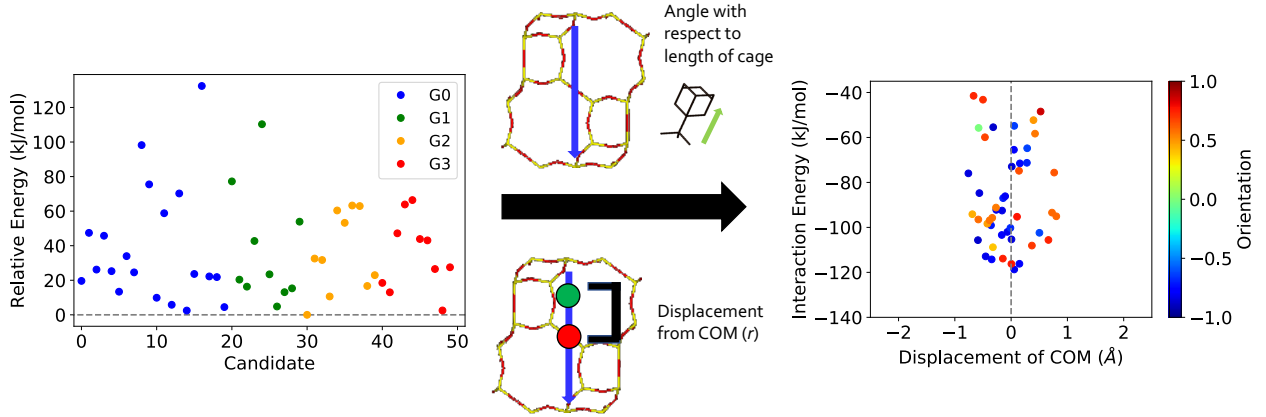 Relative Energy (kJ/mol)
120
100
80
60
40
20
0
0
10
20
30
40
50
Candidate
G0
G1
G2
G3
Angle with
respect to
length of cage
Displacement
from COM (r)
Interaction Energy (kJ/mol)
−40
−60
−80
−100
−120
−140
−2
−1
0
1
2
Displacement of COM (Å)
1.0
0.5
0.0
−0.5
−1.0
Orientation